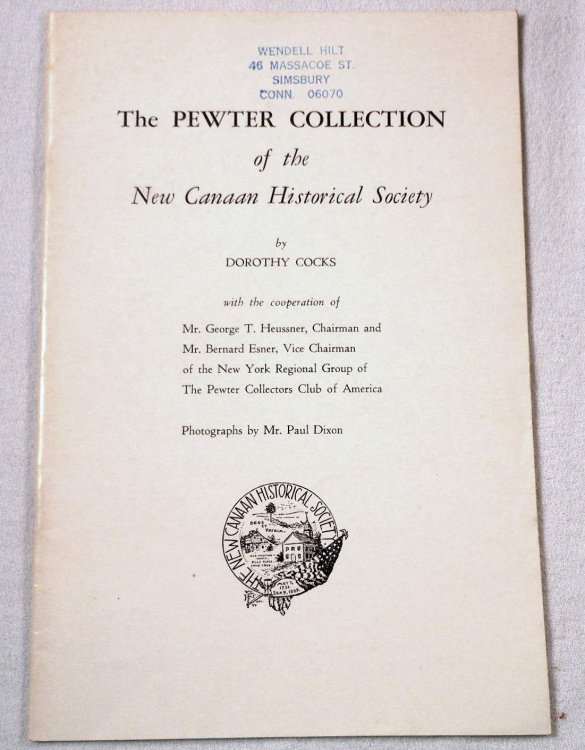 WENDELL HILT
46 MASSACOE ST.
SIMSBURY
CONN. 06070
The PEWTER COLLECTION
of the
New Canaan Historical Society
by
DOROTHY COCKS
with the cooperation of
Mr. George T. Heussner, Chairman and
Mr. Bernard Esner, Vice Chairman
of the New York Regional Group of
The Pewter Collectors Club of America
Photographs by Mr. Paul Dixon
THE NEW CANAAN HISTORICAL SOCIETY